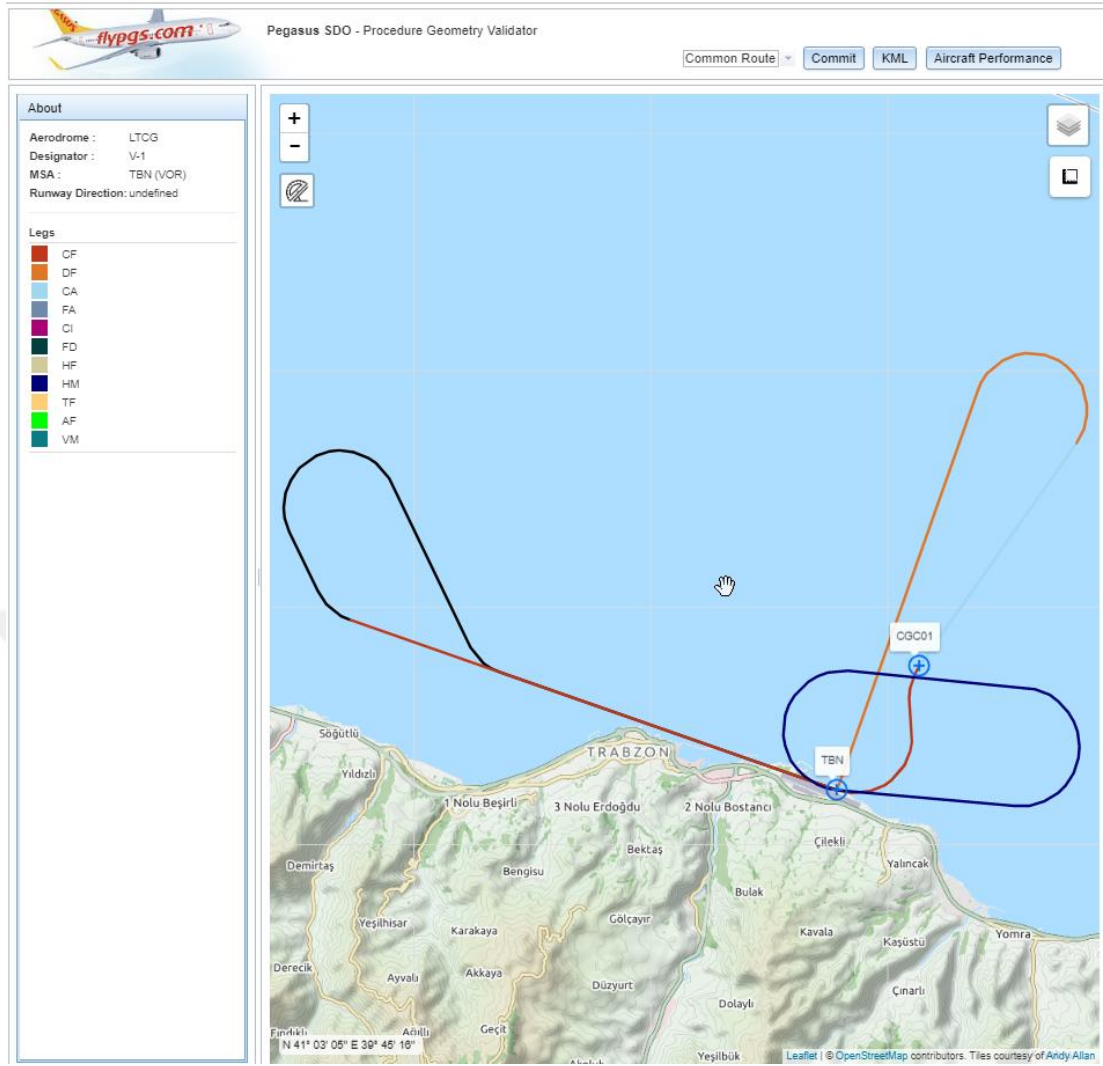 flypgs.com
Pegasus SDO - Procedure Geometry Validator
Common Route
Commit
KML
Aircraft Performance
About
Aerodrome : LTCG
Designator : V-1
MSA : TBN (VOR)
Runway Direction: undefined
Legs
CF
DF
CA
FA
CI
FD
HF
HM
TF
AF
VM
+
-
CGC01
TBN
Söğütlü
TRABZON
Yıldızlı
1 Nolu Beşirli
3 Nolu Erdoğdu
2 Nolu Bostancı
Çilekli
Demirtaş
Bektaş
Bengisu
Yalıncak
Bulak
Yeşilhisar
Karakaya
Gölçayır
Kavala
Kaşüstü
Yomra
Derecik
Ayvalı
Akkaya
Düzyurt
Çınarlı
Dolaylı
Fındıklı
Ağıllı
Geçit
N 41° 03' 05" E 39° 45' 16"
Yeşilbük
Leaflet | © OpenStreetMap contributors. Tiles courtesy of Andy Allan